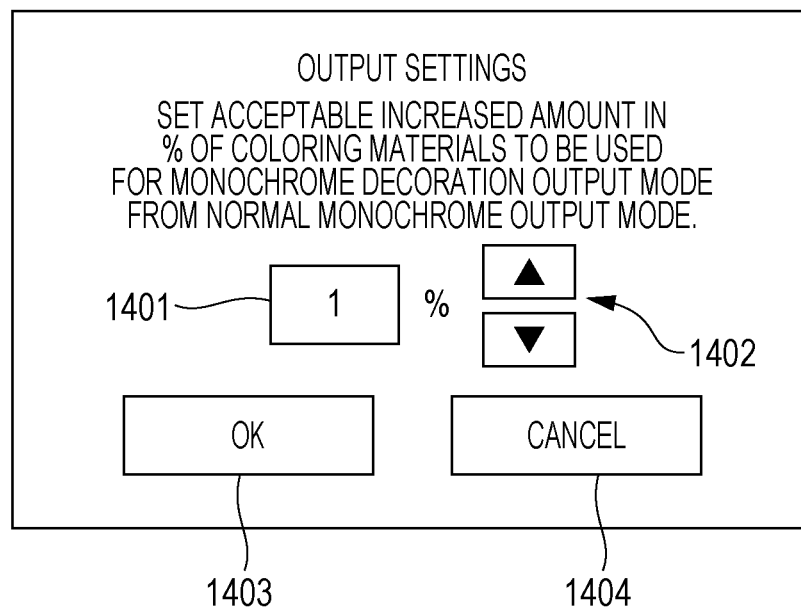 OUTPUT SETTINGS
SET ACCEPTABLE INCREASED AMOUNT IN
% OF COLORING MATERIALS TO BE USED
FOR MONOCHROME DECORATION OUTPUT MODE
FROM NORMAL MONOCHROME OUTPUT MODE.
1401 1 % ▲
▼ 1402
OK CANCEL
1403 1404